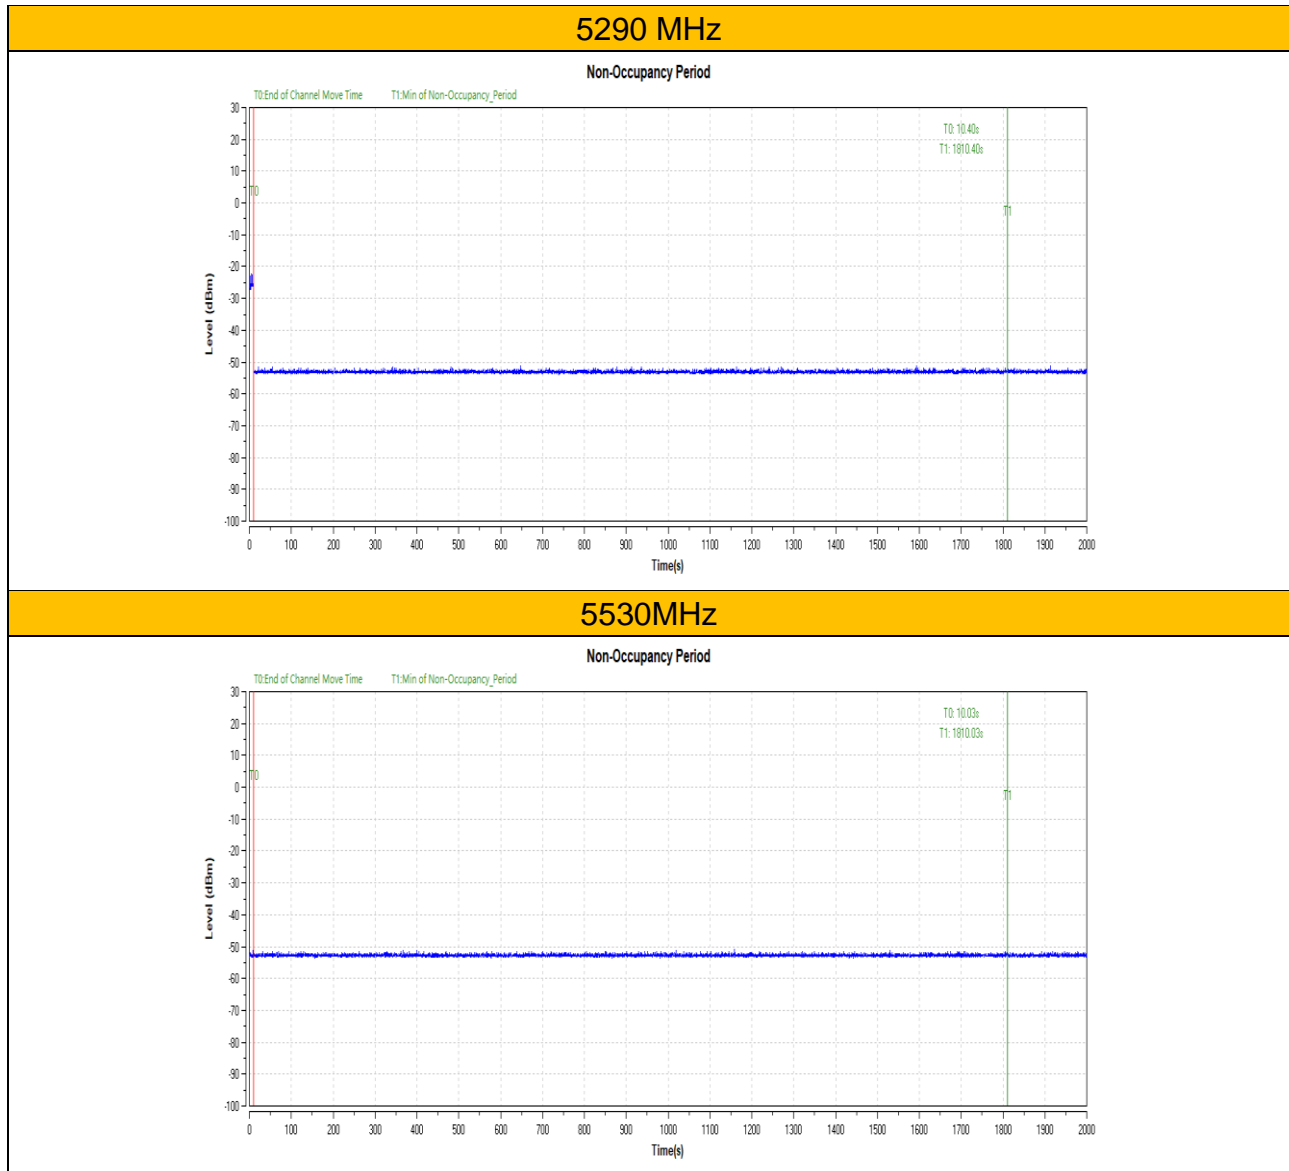 5290 MHz
Non-Occupancy Period
T0:End of Channel Move Time T1:Min of Non-Occupancy_Period
T0: 10.40s
T1: 1810.40s
30
20
10
0
-10
-20
-30
-40
-50
-60
-70
-80
-90
-100
T0
T1
Level (dBm)
0 100 200 300 400 500 600 700 800 900 1000 1100 1200 1300 1400 1500 1600 1700 1800 1900 2000
Time(s)
5530MHz
Non-Occupancy Period
T0:End of Channel Move Time T1:Min of Non-Occupancy_Period
T0: 10.03s
T1: 1810.03s
30
20
10
0
-10
-20
-30
-40
-50
-60
-70
-80
-90
-100
T0
T1
Level (dBm)
0 100 200 300 400 500 600 700 800 900 1000 1100 1200 1300 1400 1500 1600 1700 1800 1900 2000
Time(s)